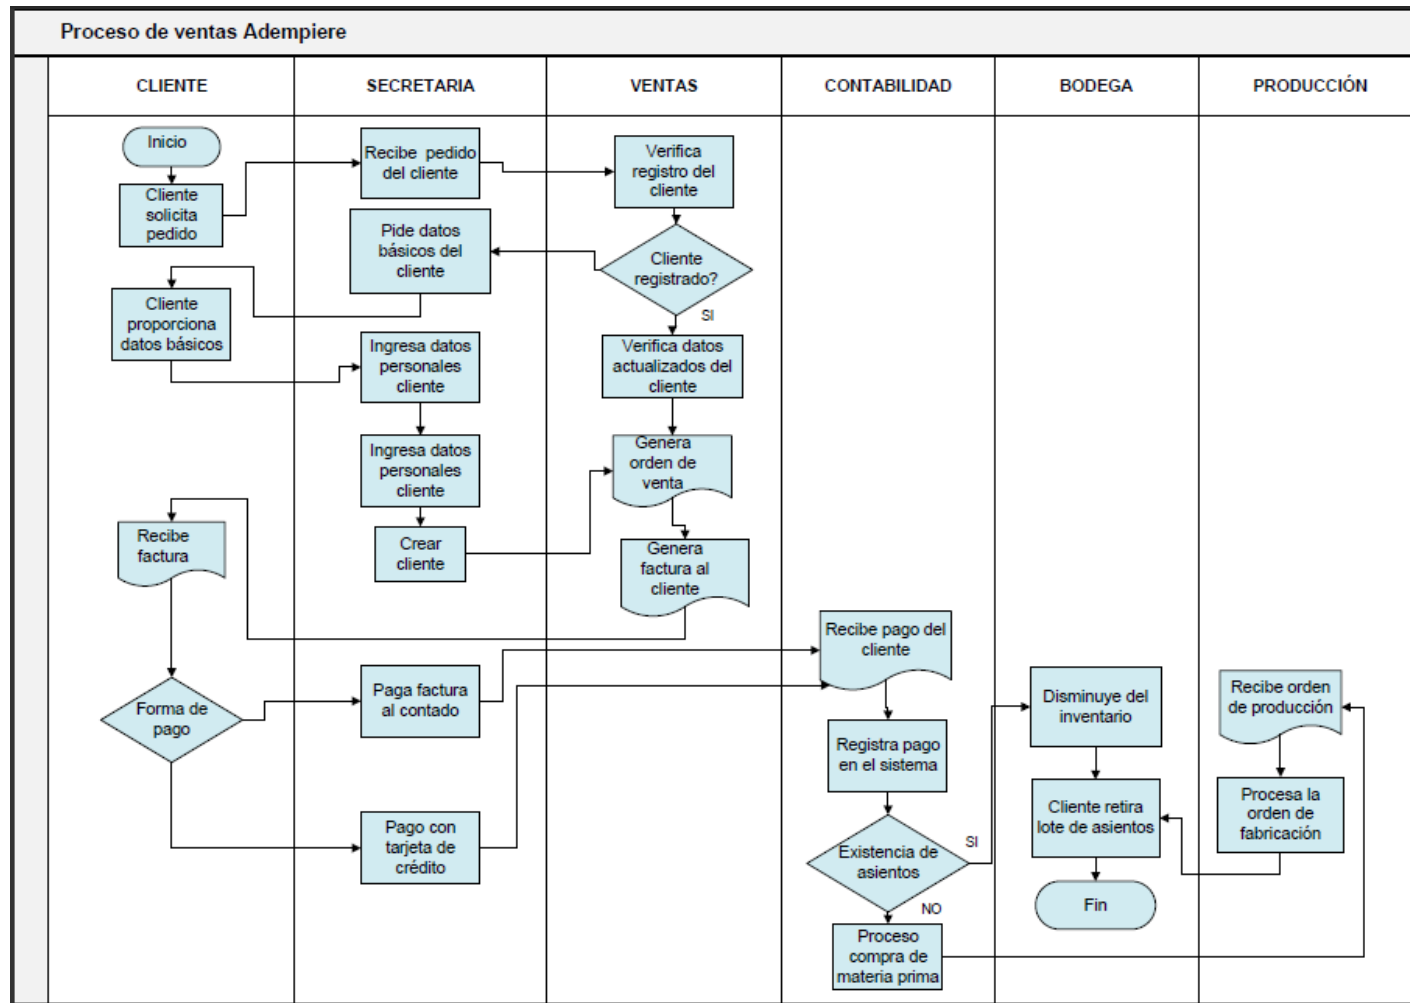 Proceso de ventas Adempiere
CLIENTE
SECRETARIA
VENTAS
CONTABILIDAD
BODEGA
PRODUCCIÓN
Inicio
Cliente
solicita
pedido
Recibe pedido
del cliente
Verifica
registro del
cliente
Pide datos
básicos del
cliente
Cliente
registrado?
SI
Cliente
proporciona
datos básicos
Ingresa datos
personales
cliente
Verifica datos
actualizados del
cliente
Ingresa datos
personales
cliente
Genera
orden de
venta
Recibe
factura
Crear
cliente
Genera
factura al
cliente
Recibe pago del
cliente
Forma de
pago
Paga factura
al contado
Disminuye del
inventario
Recibe orden
de producción
Registra pago
en el sistema
Pago con
tarjeta de
crédito
Existencia de
asientos
SI
NO
Cliente retira
lote de asientos
Procesa la
orden de
fabricación
Fin
Proceso
compra de
materia prima